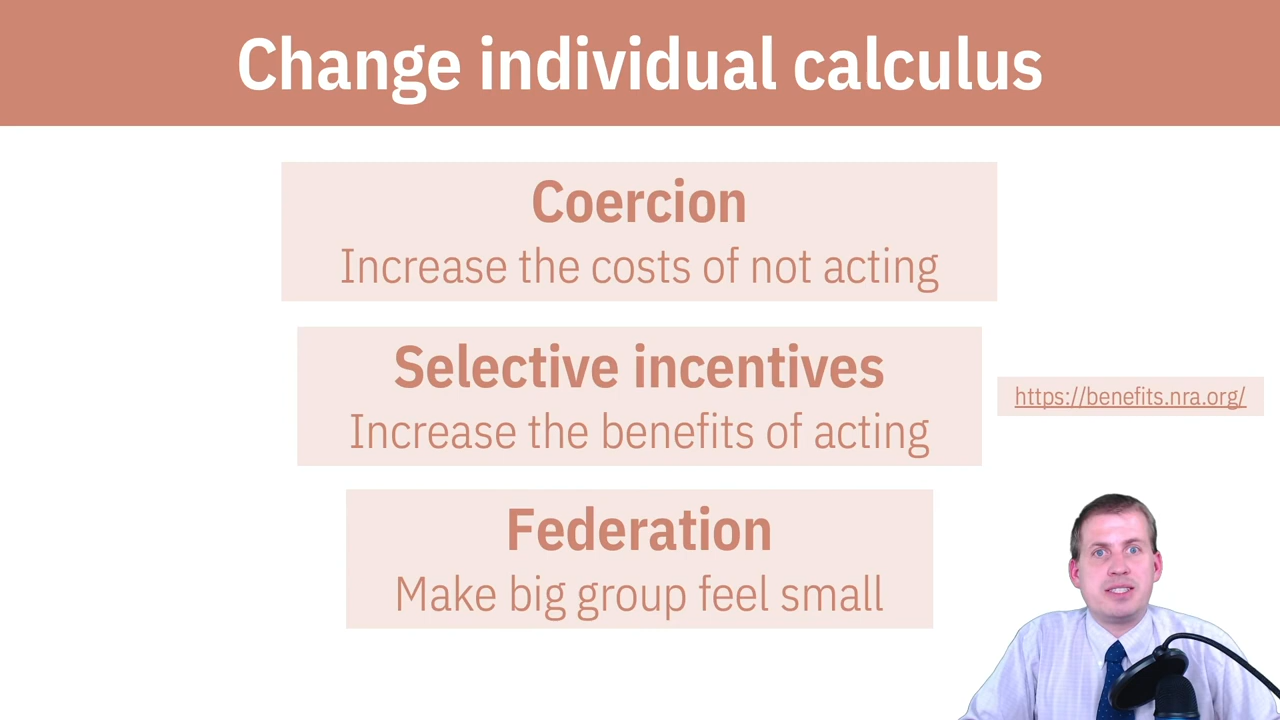 Change individual calculus
Coercion
Increase the costs of not acting
Selective incentives
Increase the benefits of acting
https://benefits.nra.org/
Federation
Make big group feel small